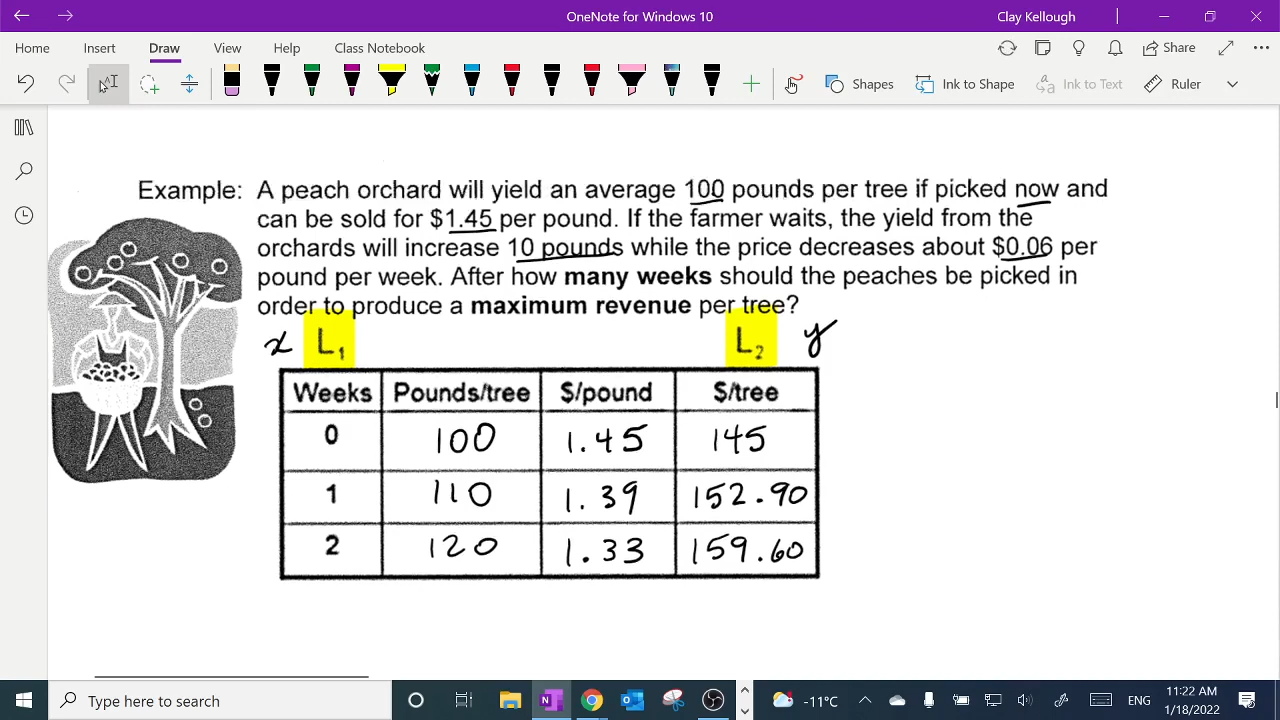 OneNote for Windows 10
Clay Kellough
Home Insert Draw View Help Class Notebook
Share
Shapes Ink to Shape Ink to Text Ruler
Example: A peach orchard will yield an average 100 pounds per tree if picked now and
can be sold for $1.45 per pound. If the farmer waits, the yield from the
orchards will increase 10 pounds while the price decreases about $0.06 per
pound per week. After how many weeks should the peaches be picked in
order to produce a maximum revenue per tree?
x L₁ L₂ y
Weeks Pounds/tree $/pound $/tree
0 100 1.45 145
1 110 1.39 152.90
2 120 1.33 159.60
Type here to search
-11°C
ENG
11:22 AM
1/18/2022